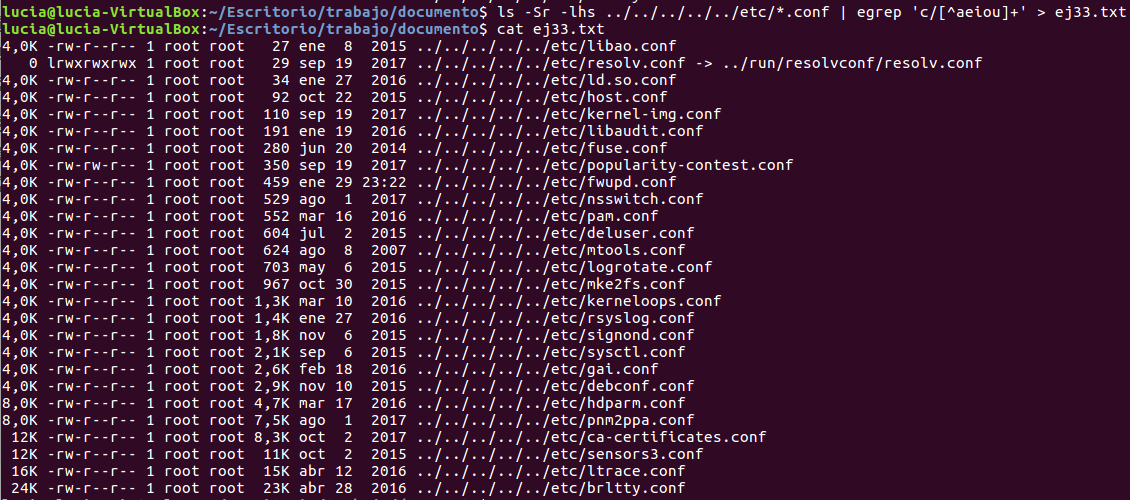 lucia@lucia-VirtualBox:~/Escritorio/trabajo/documento$ ls -Sr -lhs ../../../../../etc/*.conf | egrep 'c/[^aeiou]+' > ej33.txt
lucia@lucia-VirtualBox:~/Escritorio/trabajo/documento$ cat ej33.txt
4,0K -rw-r--r-- 1 root root   27 ene  8  2015 ../../../../../etc/libao.conf
   0 lrwxrwxrwx 1 root root   29 sep 19  2017 ../../../../../etc/resolv.conf -> ../run/resolvconf/resolv.conf
4,0K -rw-r--r-- 1 root root   34 ene 27  2016 ../../../../../etc/ld.so.conf
4,0K -rw-r--r-- 1 root root   92 oct 22  2015 ../../../../../etc/host.conf
4,0K -rw-r--r-- 1 root root  110 sep 19  2017 ../../../../../etc/kernel-img.conf
4,0K -rw-r--r-- 1 root root  191 ene 19  2016 ../../../../../etc/libaudit.conf
4,0K -rw-r--r-- 1 root root  280 jun 20  2014 ../../../../../etc/fuse.conf
4,0K -rw-rw-r-- 1 root root  350 sep 19  2017 ../../../../../etc/popularity-contest.conf
4,0K -rw-r--r-- 1 root root  459 ene 29 23:22 ../../../../../etc/fwupd.conf
4,0K -rw-r--r-- 1 root root  529 ago  1  2017 ../../../../../etc/nsswitch.conf
4,0K -rw-r--r-- 1 root root  552 mar 16  2016 ../../../../../etc/pam.conf
4,0K -rw-r--r-- 1 root root  604 jul  2  2015 ../../../../../etc/deluser.conf
4,0K -rw-r--r-- 1 root root  624 ago  8  2007 ../../../../../etc/mtools.conf
4,0K -rw-r--r-- 1 root root  703 may  6  2015 ../../../../../etc/logrotate.conf
4,0K -rw-r--r-- 1 root root  967 oct 30  2015 ../../../../../etc/mke2fs.conf
4,0K -rw-r--r-- 1 root root 1,3K mar 10  2016 ../../../../../etc/kerneloops.conf
4,0K -rw-r--r-- 1 root root 1,4K ene 27  2016 ../../../../../etc/rsyslog.conf
4,0K -rw-r--r-- 1 root root 1,8K nov  6  2015 ../../../../../etc/signond.conf
4,0K -rw-r--r-- 1 root root 2,1K sep  6  2015 ../../../../../etc/sysctl.conf
4,0K -rw-r--r-- 1 root root 2,6K feb 18  2016 ../../../../../etc/gai.conf
4,0K -rw-r--r-- 1 root root 2,9K nov 10  2015 ../../../../../etc/debconf.conf
8,0K -rw-r--r-- 1 root root 4,7K mar 17  2016 ../../../../../etc/hdparm.conf
8,0K -rw-r--r-- 1 root root 7,5K ago  1  2017 ../../../../../etc/pnm2ppa.conf
 12K -rw-r--r-- 1 root root 8,3K oct  2  2017 ../../../../../etc/ca-certificates.conf
 12K -rw-r--r-- 1 root root  11K oct  2  2015 ../../../../../etc/sensors3.conf
 16K -rw-r--r-- 1 root root  15K abr 12  2016 ../../../../../etc/ltrace.conf
 24K -rw-r--r-- 1 root root  23K abr 28  2016 ../../../../../etc/brltty.conf